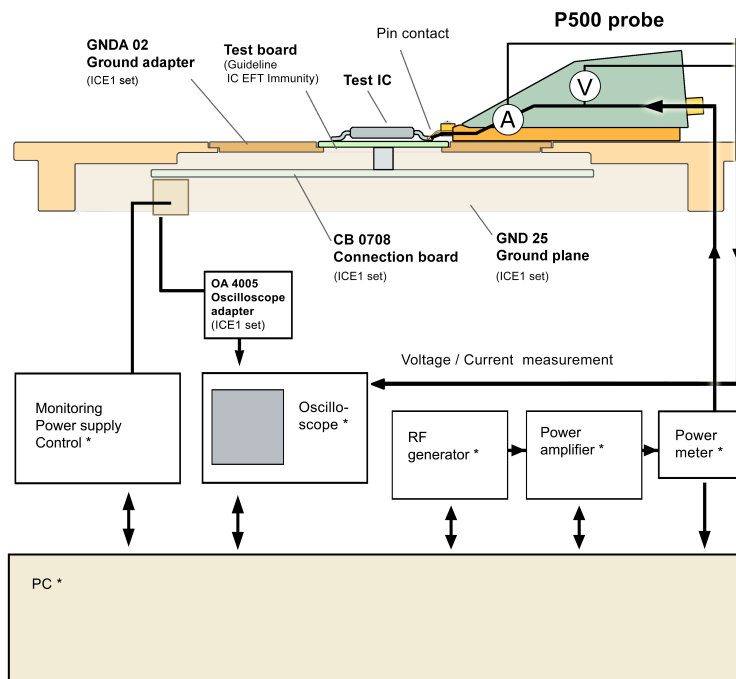 P500 probe
GNDA 02
Ground adapter
(ICE1 set)
Test board
(Guideline
IC EFT Immunity)
Test IC
Pin contact
A
V
CB 0708
Connection board
(ICE1 set)
GND 25
Ground plane
(ICE1 set)
OA 4005
Oscilloscope
adapter
(ICE1 set)
Voltage / Current measurement
Monitoring
Power supply
Control *
Oscillo-
scope *
RF
generator *
Power
amplifier *
Power
meter *
PC *